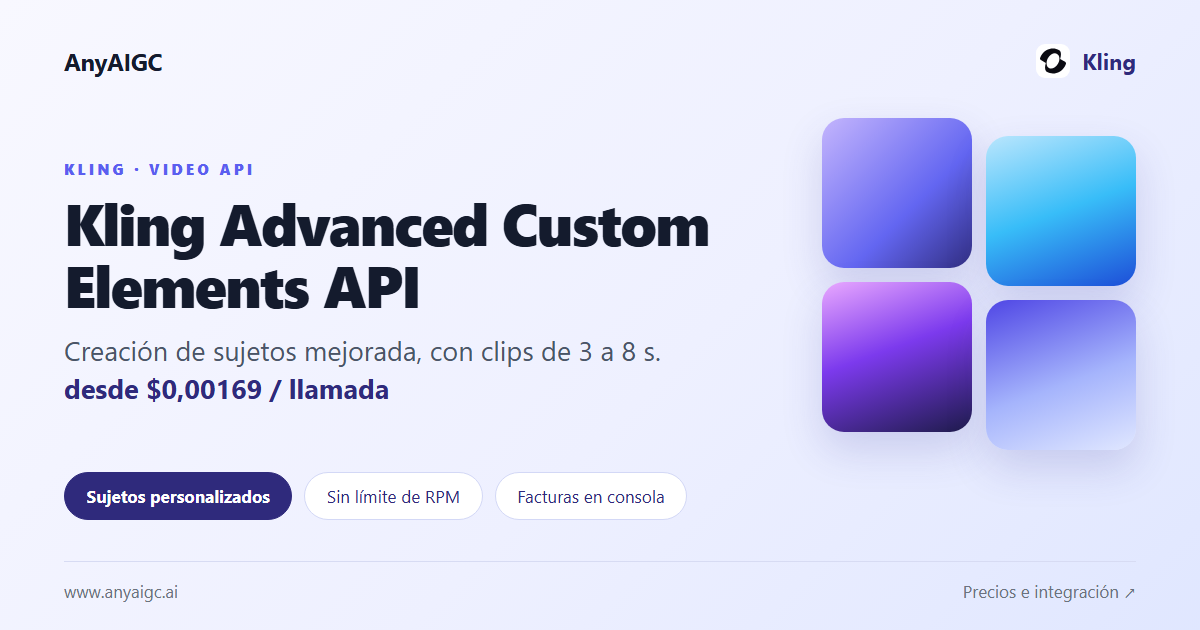 AnyAIGC
Kling
KLING · VIDEO API
Kling Advanced Custom
Elements API
Creación de sujetos mejorada, con clips de 3 a 8 s.
desde $0,00169 / llamada
Sujetos personalizados
Sin límite de RPM
Facturas en consola
www.anyaigc.ai
Precios e integración ↗